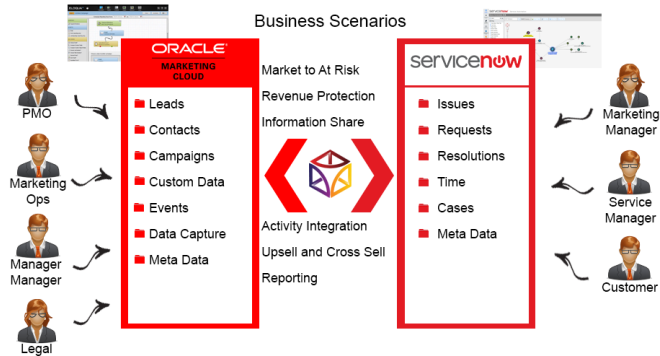 Business Scenarios
ORACLE
MARKETING
CLOUD
Leads
Contacts
Campaigns
Custom Data
Events
Data Capture
Meta Data
PMO
Marketing
Ops
Manager
Manager
Legal
Market to At Risk
Revenue Protection
Information Share
Activity Integration
Upsell and Cross Sell
Reporting
servicenow
Issues
Requests
Resolutions
Time
Cases
Meta Data
Marketing
Manager
Service
Manager
Customer